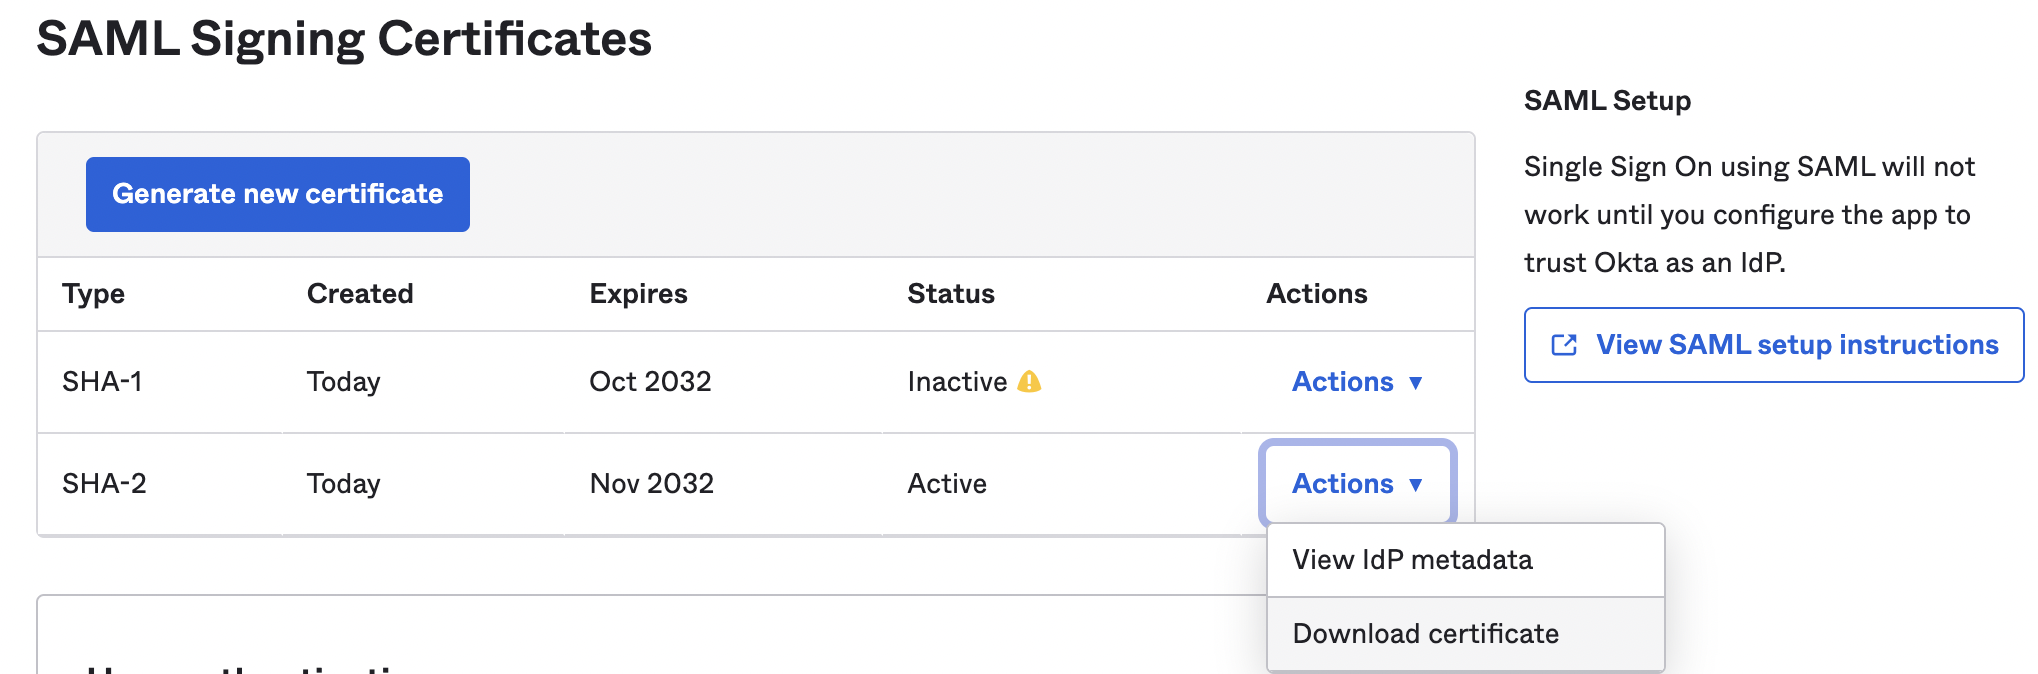 SAML Signing Certificates
Generate new certificate
Type Created Expires Status Actions
SHA-1 Today Oct 2032 Inactive Actions ▼
SHA-2 Today Nov 2032 Active Actions ▼
View IdP metadata
Download certificate
SAML Setup
Single Sign On using SAML will not
work until you configure the app to
trust Okta as an IdP.
View SAML setup instructions